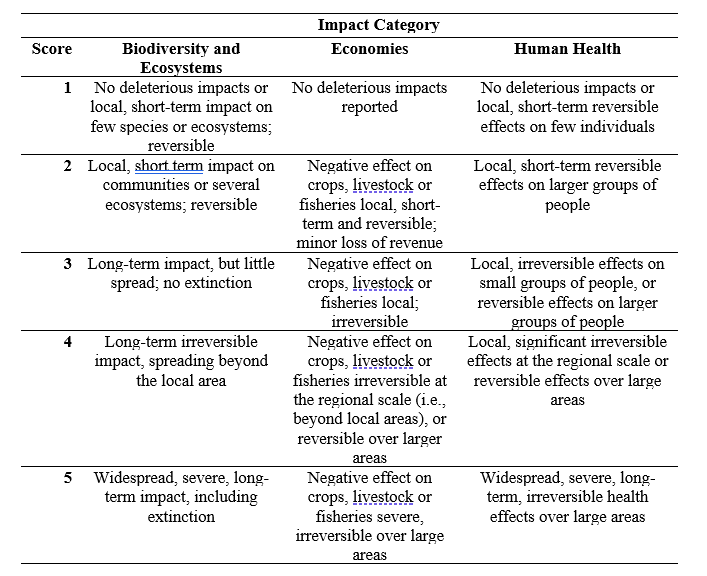 Impact Category
Score Biodiversity and Ecosystems Economies Human Health
1 No deleterious impacts or local, short-term impact on few species or ecosystems; reversible No deleterious impacts reported No deleterious impacts or local, short-term reversible effects on few individuals
2 Local, short term impact on communities or several ecosystems; reversible Negative effect on crops, livestock or fisheries local, short-term and reversible; minor loss of revenue Local, short-term reversible effects on larger groups of people
3 Long-term impact, but little spread; no extinction Negative effect on crops, livestock or fisheries local; irreversible Local, irreversible effects on small groups of people, or reversible effects on larger groups of people
4 Long-term irreversible impact, spreading beyond the local area Negative effect on crops, livestock or fisheries irreversible at the regional scale (i.e., beyond local areas), or reversible over larger areas Local, significant irreversible effects at the regional scale or reversible effects over large areas
5 Widespread, severe, long-term impact, including extinction Negative effect on crops, livestock or fisheries severe, irreversible over large areas Widespread, severe, long-term, irreversible health effects over large areas